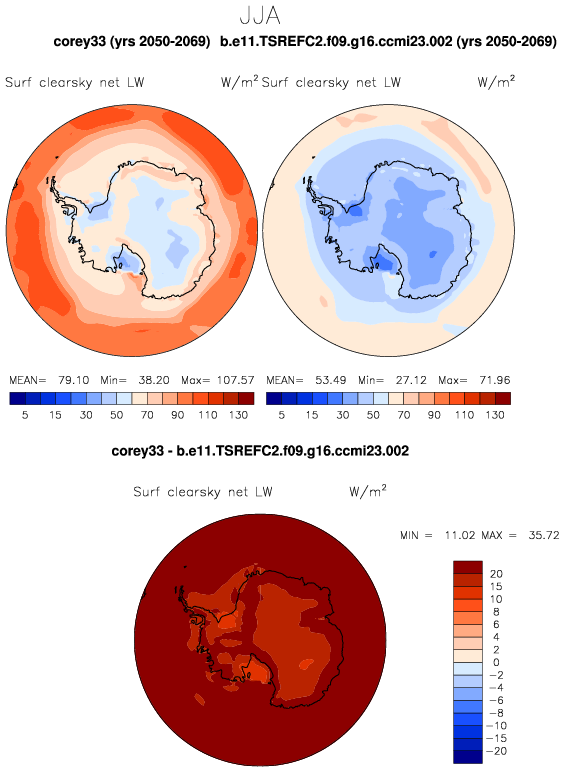 JJA
corey33 (yrs 2050-2069) b.e11.TSREFC2.f09.g16.ccmi23.002 (yrs 2050-2069)
Surf clearsky net LW W/m² Surf clearsky net LW W/m²
MEAN= 79.10 Min= 38.20 Max= 107.57 MEAN= 53.49 Min= 27.12 Max= 71.96
5 15 30 50 70 90 110 130 5 15 30 50 70 90 110 130
corey33 - b.e11.TSREFC2.f09.g16.ccmi23.002
Surf clearsky net LW W/m²
MIN = 11.02 MAX = 35.72
20
15
10
8
6
4
2
0
-2
-4
-6
-8
-10
-15
-20